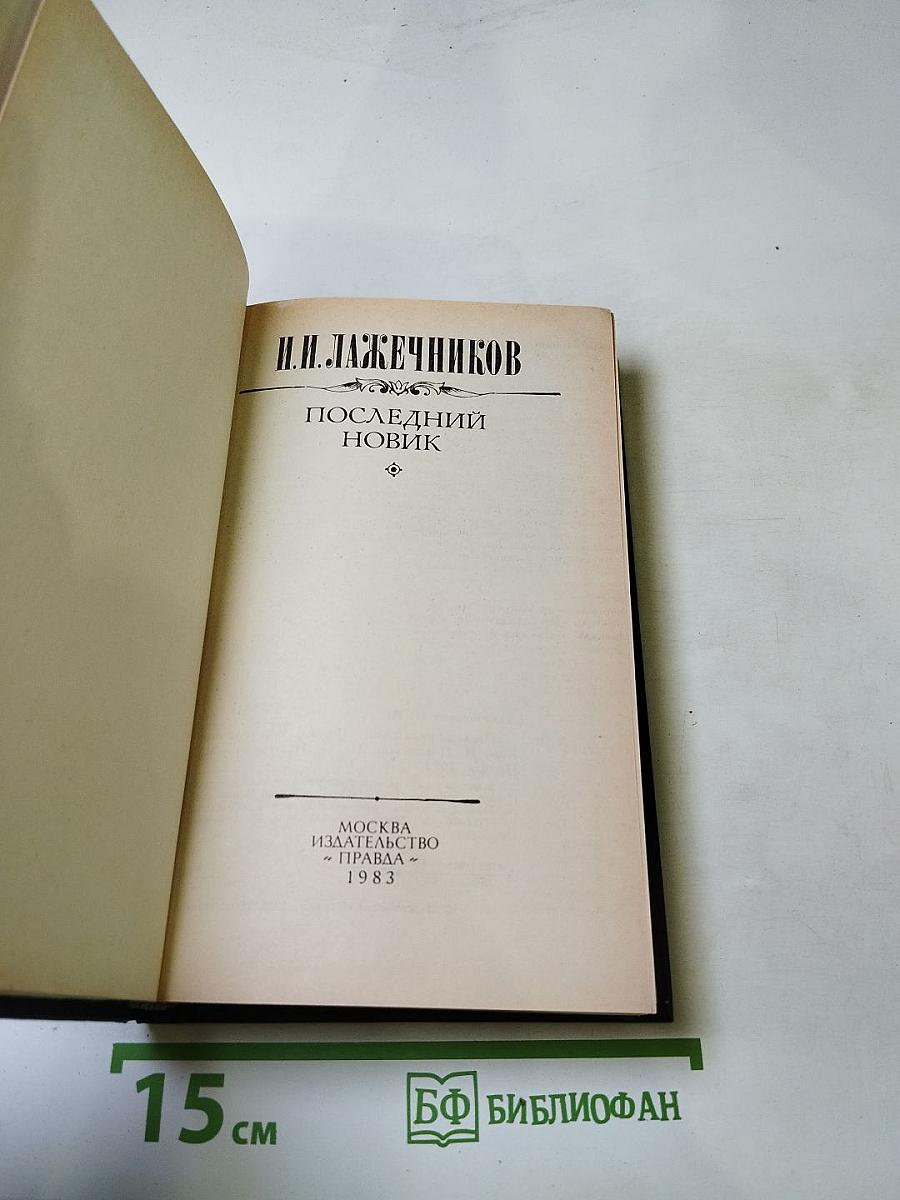 И.И.ЛАЖЕЧНИКОВ
ПОСЛЕДНИЙ
НОВИК
МОСКВА
ИЗДАТЕЛЬСТВО
«ПРАВДА»
1983
15 см
БФ БИБЛИОФАН